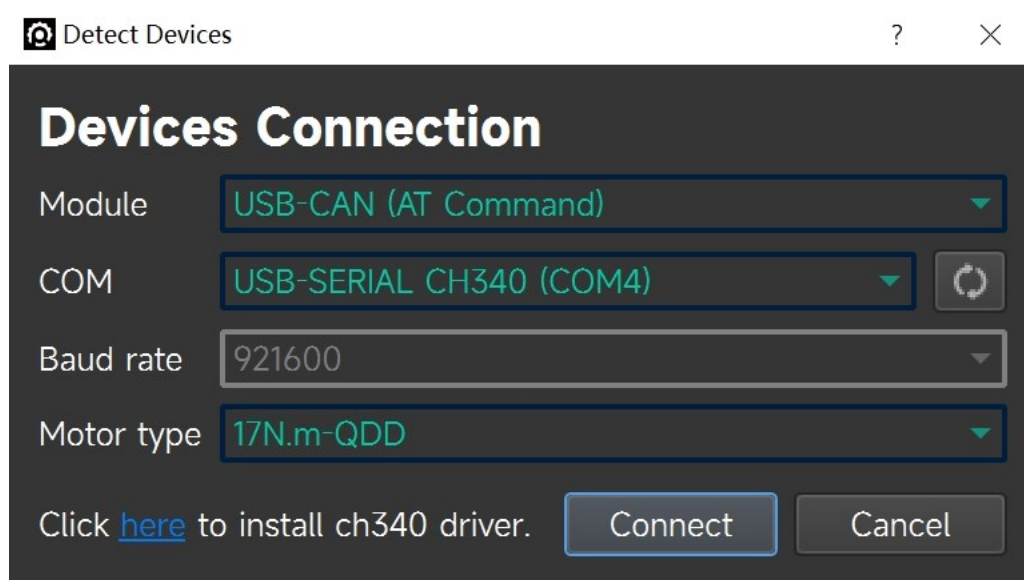 Detect Devices
Devices Connection
Module USB-CAN (AT Command)
COM USB-SERIAL CH340 (COM4)
Baud rate 921600
Motor type 17N.m-QDD
Click here to install ch340 driver. Connect Cancel